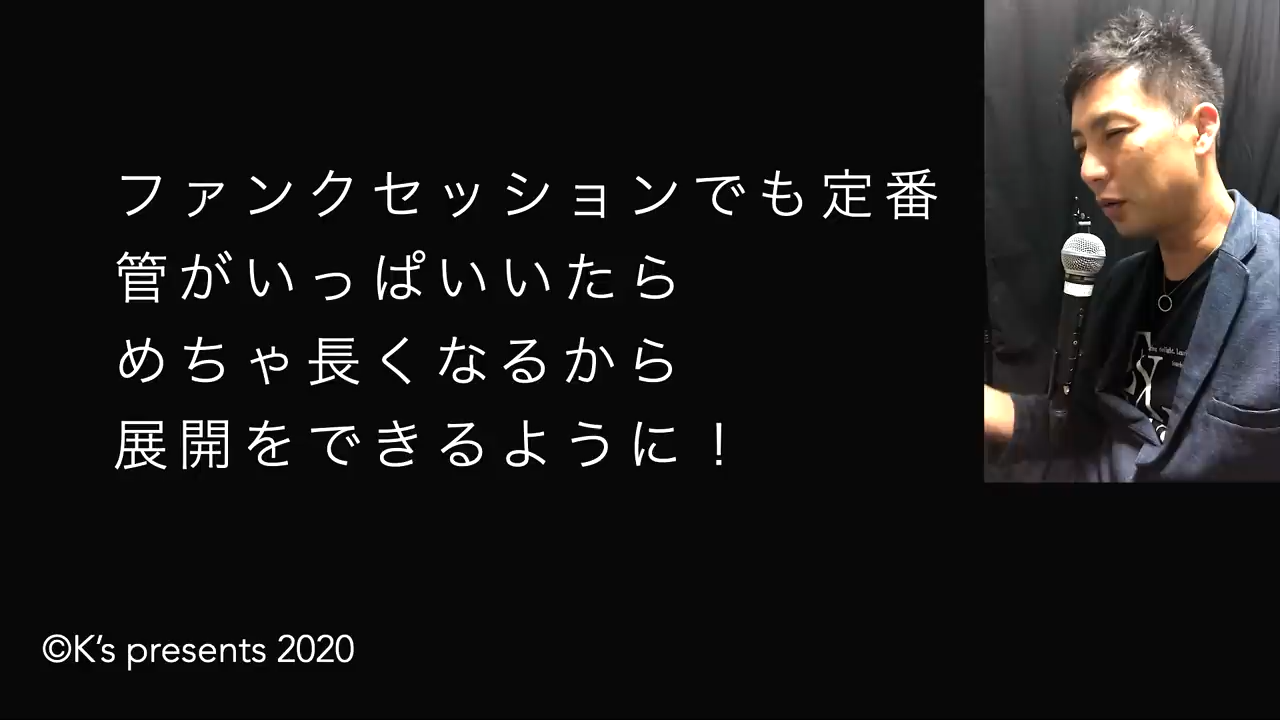 ファンクセッションでも定番
管がいっぱいいたら
めちゃ長くなるから
展開をできるように！
©K's presents 2020